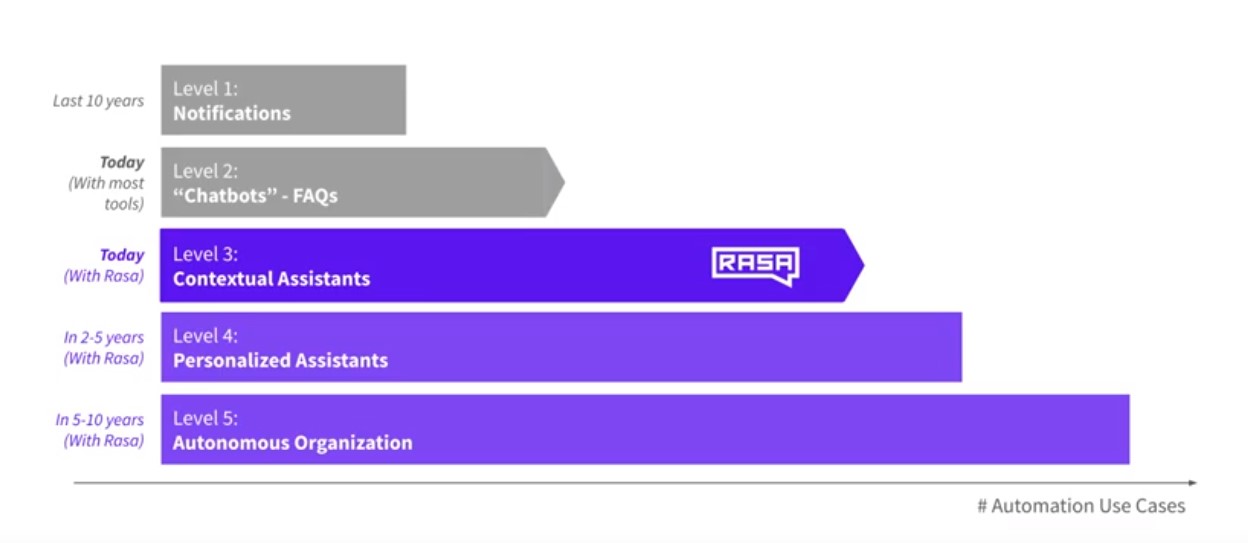 Last 10 years
Level 1:
Notifications
Today
(With most
tools)
Level 2:
“Chatbots” - FAQs
Today
(With Rasa)
Level 3:
Contextual Assistants
RASA
In 2-5 years
(With Rasa)
Level 4:
Personalized Assistants
In 5-10 years
(With Rasa)
Level 5:
Autonomous Organization
# Automation Use Cases